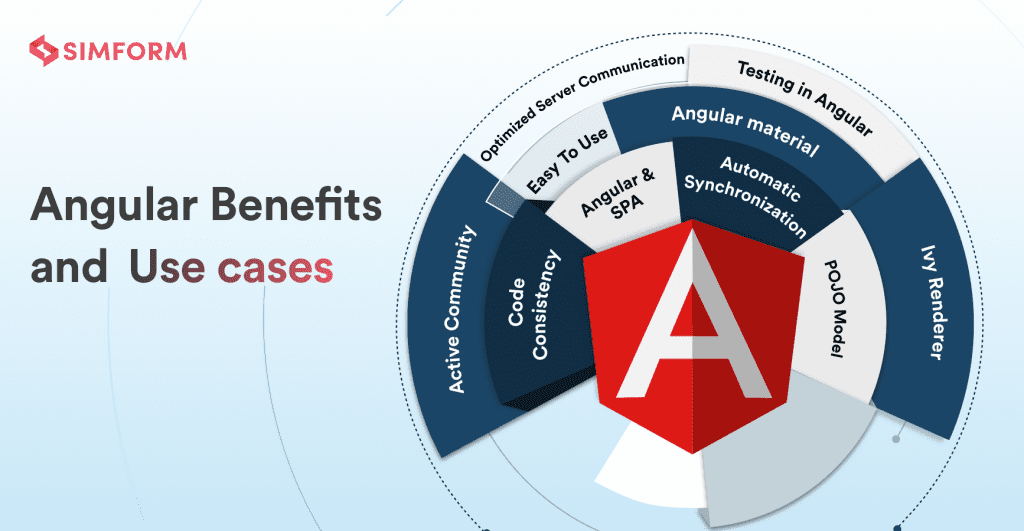 SIMFORM
Angular Benefits
and Use cases
Optimized Server Communication
Testing in Angular
Easy To Use
Angular material
Angular &
SPA
Automatic
Synchronization
Active Community
Code
Consistency
POJO Model
Ivy Renderer